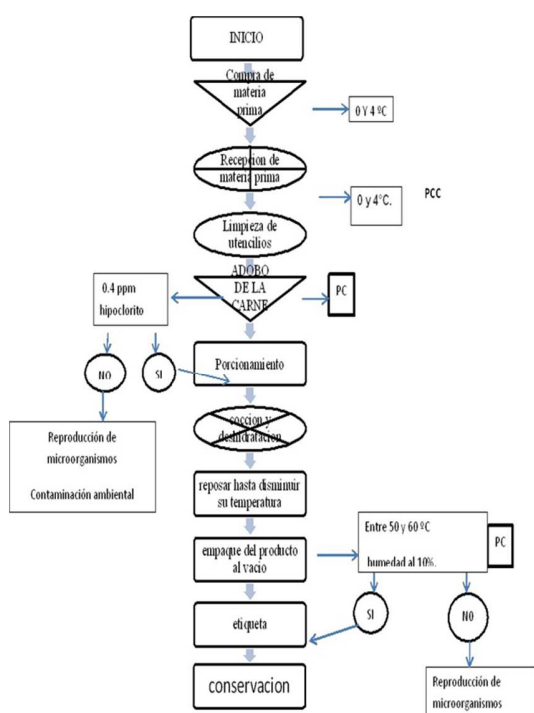 INICIO
Compra de
materia
prima
0 Y 4 ºC
Recepcion de
materia prima
0 y 4°C.
PCC
Limpieza de
utencilios
ADOBO
DE LA
CARNE
PC
0.4 ppm
hipoclorito
NO
SI
Porcionamiento
Reproducción de
microorganismos
Contaminación ambiental
coccion y
deshidratacion
reposar hasta disminuir
su temperatura
empaque del producto
al vacio
Entre 50 y 60 ºC
humedad al 10%.
PC
SI
NO
etiqueta
conservacion
Reproducción de
microorganismos